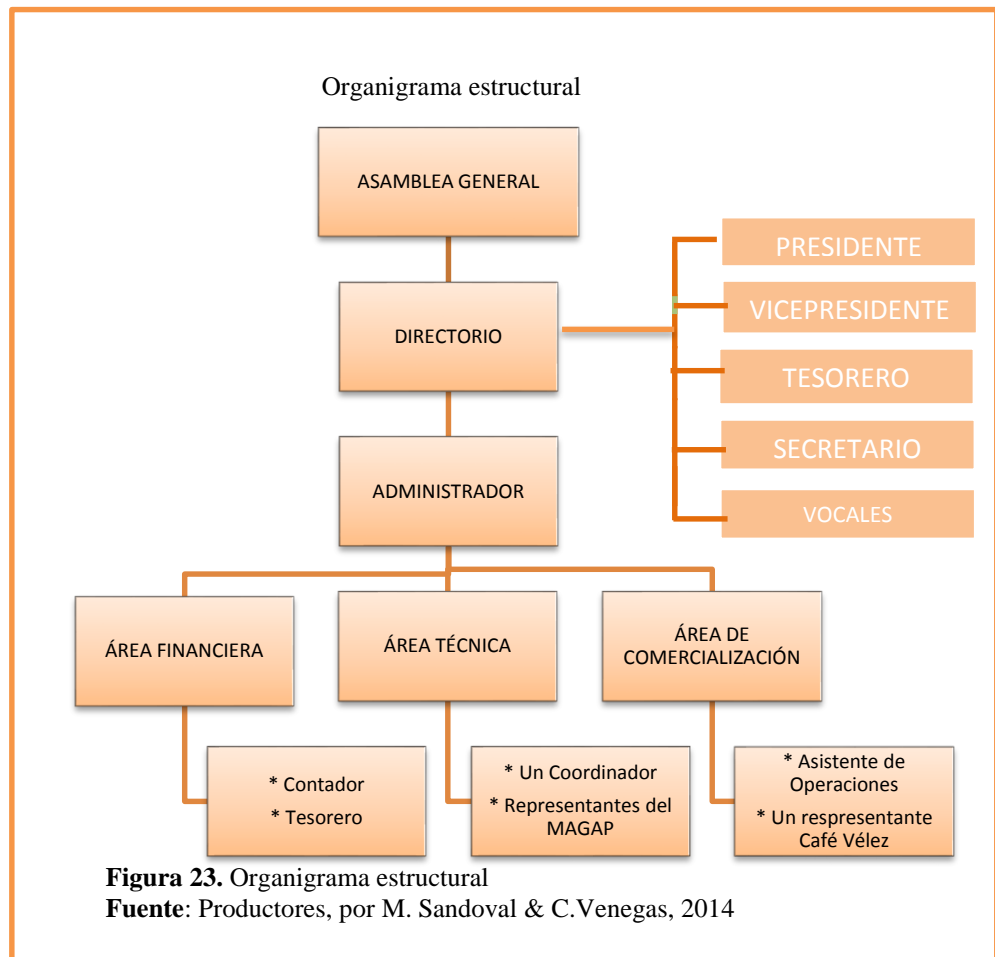 Organigrama estructural
ASAMBLEA GENERAL
DIRECTORIO
PRESIDENTE
VICEPRESIDENTE
TESORERO
SECRETARIO
VOCALES
ADMINISTRADOR
ÁREA FINANCIERA
ÁREA TÉCNICA
ÁREA DE
COMERCIALIZACIÓN
* Contador
* Tesorero
* Un Coordinador
* Representantes del
MAGAP
* Asistente de
Operaciones
* Un respresentante
Café Vélez
Figura 23. Organigrama estructural
Fuente: Productores, por M. Sandoval & C.Venegas, 2014